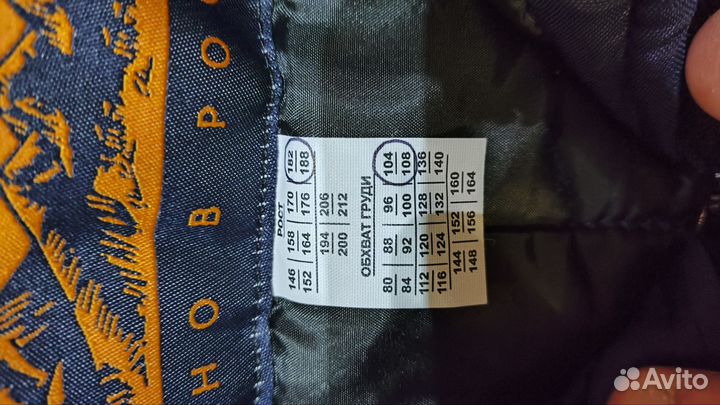 НО В РОС
РОСТ
146 158 170 182
152 164 176 188
194 206
200 212
ОБХВАТ ГРУДИ
80 88 96 104
84 92 100 108
112 120 128 136
116 124 132 140
144 152 160
148 156 164
Avito